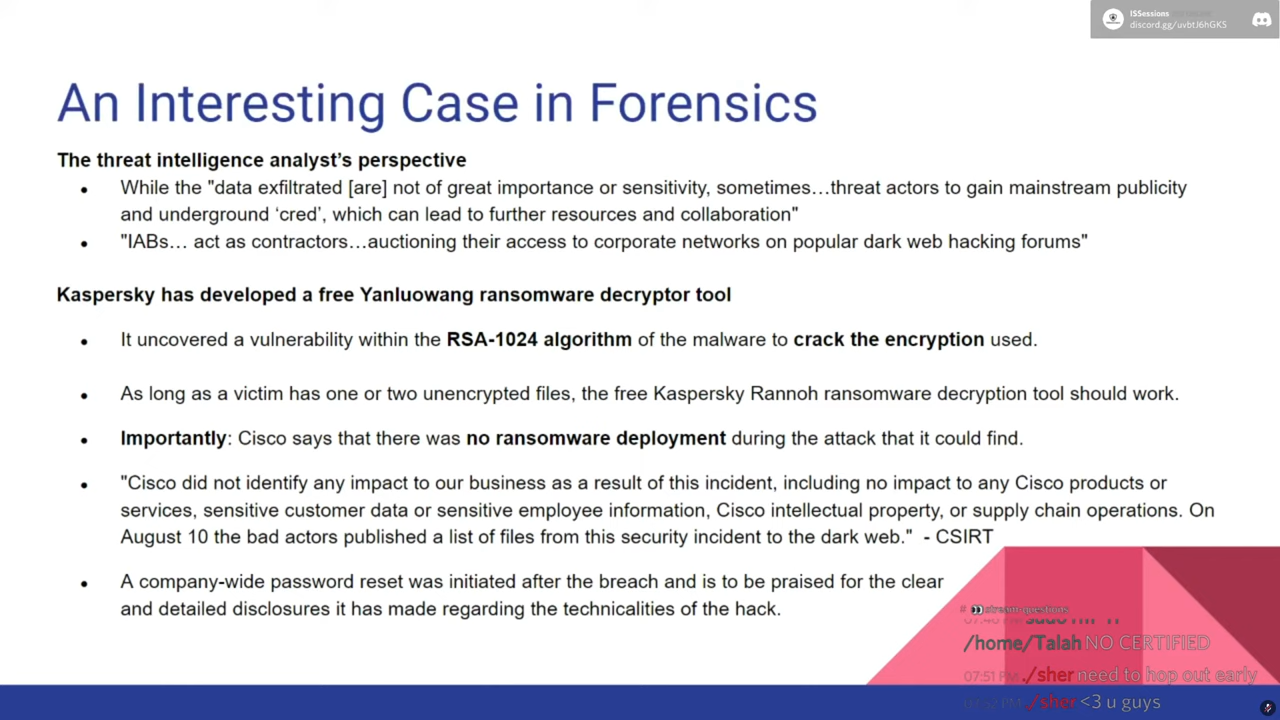 ISSessions
discord.gg/uvbtJ6hGKS
An Interesting Case in Forensics
The threat intelligence analyst's perspective
● While the "data exfiltrated [are] not of great importance or sensitivity, sometimes…threat actors to gain mainstream publicity
and underground ‘cred’, which can lead to further resources and collaboration"
● "IABs… act as contractors…auctioning their access to corporate networks on popular dark web hacking forums"
Kaspersky has developed a free Yanluowang ransomware decryptor tool
● It uncovered a vulnerability within the RSA-1024 algorithm of the malware to crack the encryption used.
● As long as a victim has one or two unencrypted files, the free Kaspersky Rannoh ransomware decryption tool should work.
● Importantly: Cisco says that there was no ransomware deployment during the attack that it could find.
● "Cisco did not identify any impact to our business as a result of this incident, including no impact to any Cisco products or
services, sensitive customer data or sensitive employee information, Cisco intellectual property, or supply chain operations. On
August 10 the bad actors published a list of files from this security incident to the dark web." - CSIRT
● A company-wide password reset was initiated after the breach and is to be praised for the clear
and detailed disclosures it has made regarding the technicalities of the hack.
# 👀stream-questions
/home/Talah NO CERTIFIED
07:51 PM ./sher need to hop out early
07:52 PM ./sher <3 u guys